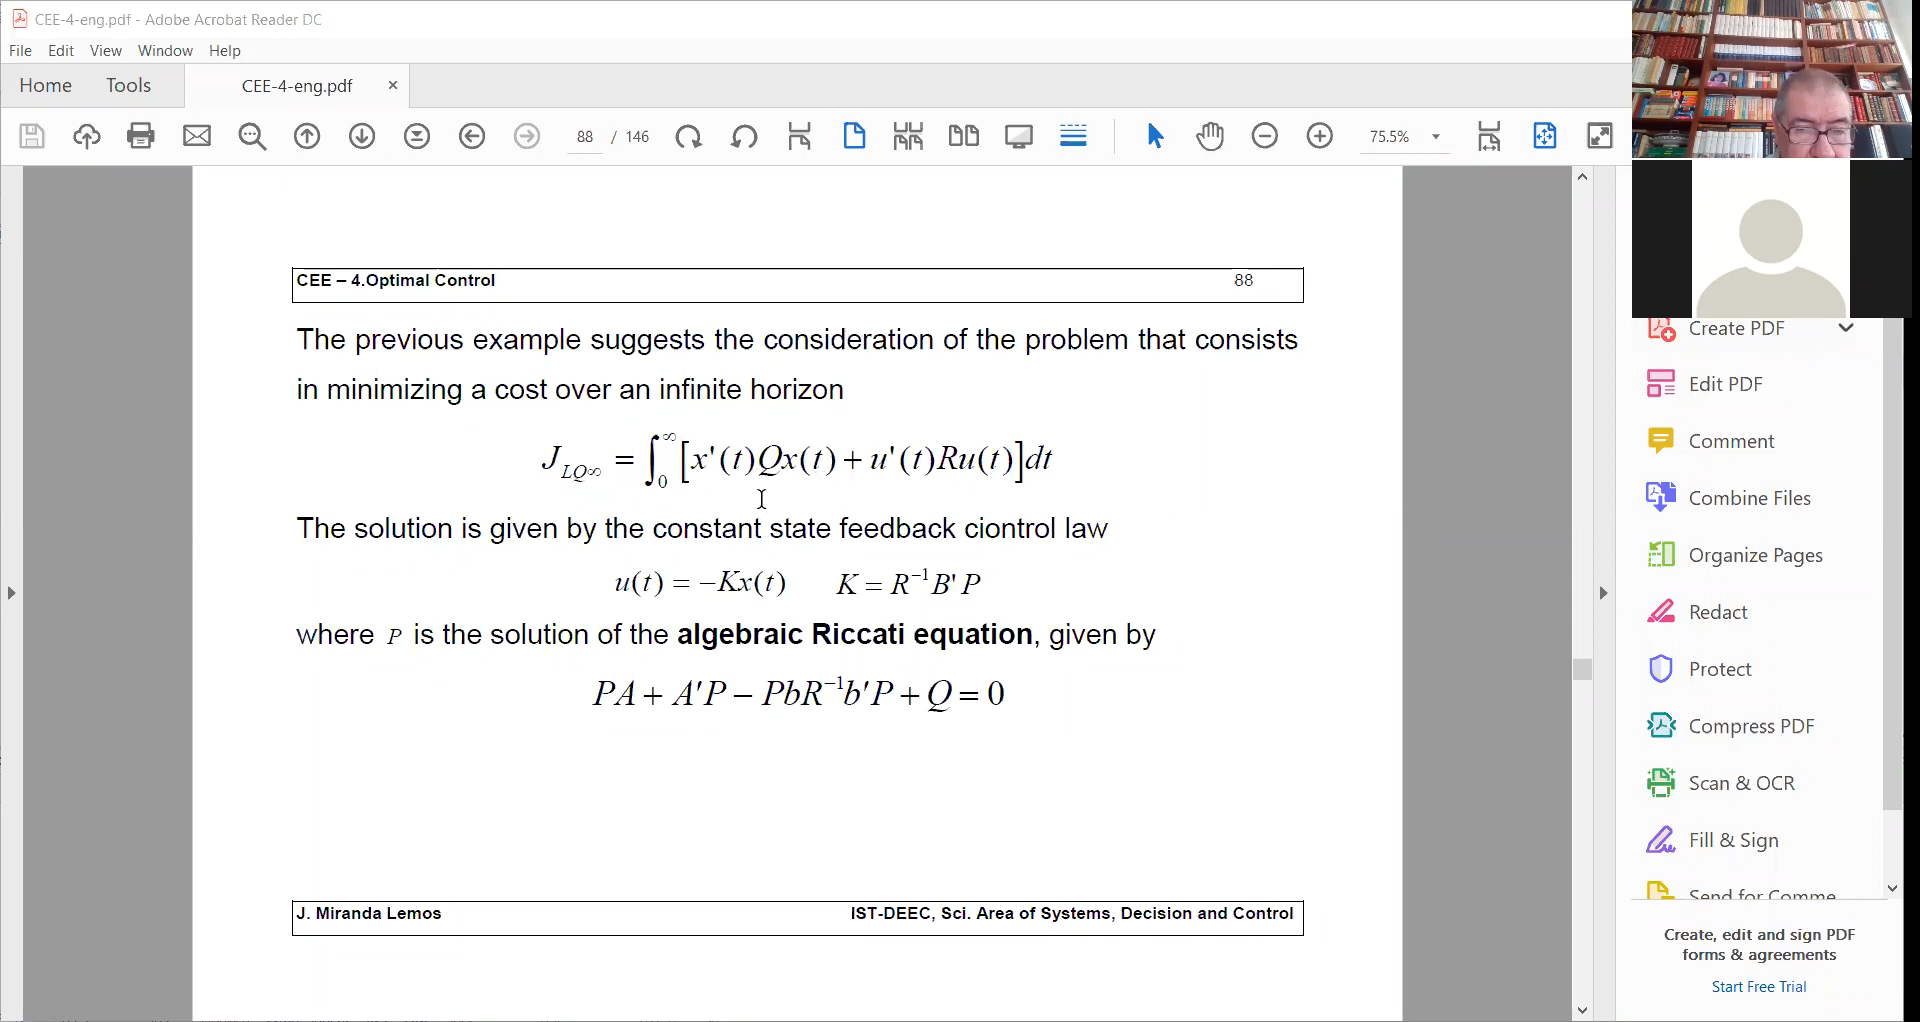 CEE-4-eng.pdf - Adobe Acrobat Reader DC
File Edit View Window Help
Home Tools CEE-4-eng.pdf ×
88 / 146 75.5%
CEE – 4.Optimal Control 88
The previous example suggests the consideration of the problem that consists
in minimizing a cost over an infinite horizon
J_{LQ∞} = ∫_0^∞ [x'(t)Qx(t) + u'(t)Ru(t)]dt
The solution is given by the constant state feedback ciontrol law
u(t) = −Kx(t) K = R^{−1}B'P
where P is the solution of the algebraic Riccati equation, given by
PA + A'P − PbR^{−1}b'P + Q = 0
J. Miranda Lemos IST-DEEC, Sci. Area of Systems, Decision and Control
Create PDF
Edit PDF
Comment
Combine Files
Organize Pages
Redact
Protect
Compress PDF
Scan & OCR
Fill & Sign
Send for Comme
Create, edit and sign PDF
forms & agreements
Start Free Trial